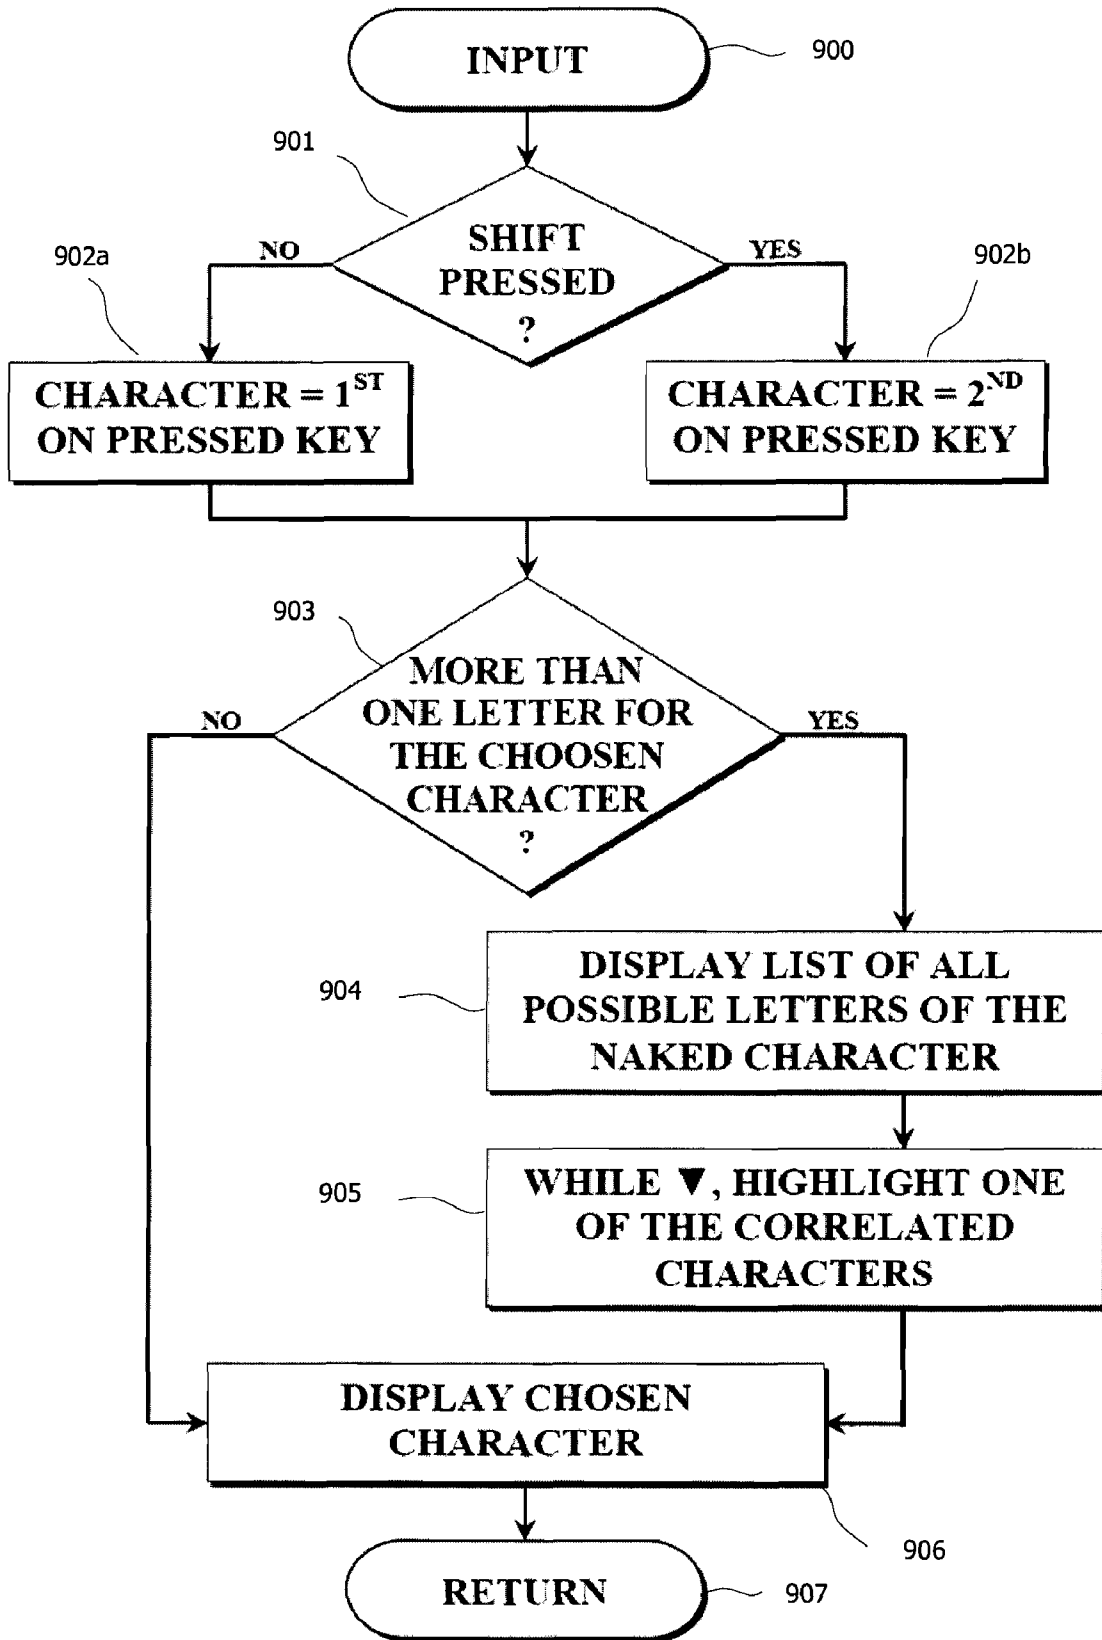 INPUT
900
901
SHIFT
PRESSED
?
NO
YES
902a
902b
CHARACTER = 1ST
ON PRESSED KEY
CHARACTER = 2ND
ON PRESSED KEY
903
MORE THAN
ONE LETTER FOR
THE CHOOSEN
CHARACTER
?
NO
YES
904
DISPLAY LIST OF ALL
POSSIBLE LETTERS OF THE
NAKED CHARACTER
905
WHILE ▼, HIGHLIGHT ONE
OF THE CORRELATED
CHARACTERS
DISPLAY CHOSEN
CHARACTER
906
RETURN
907